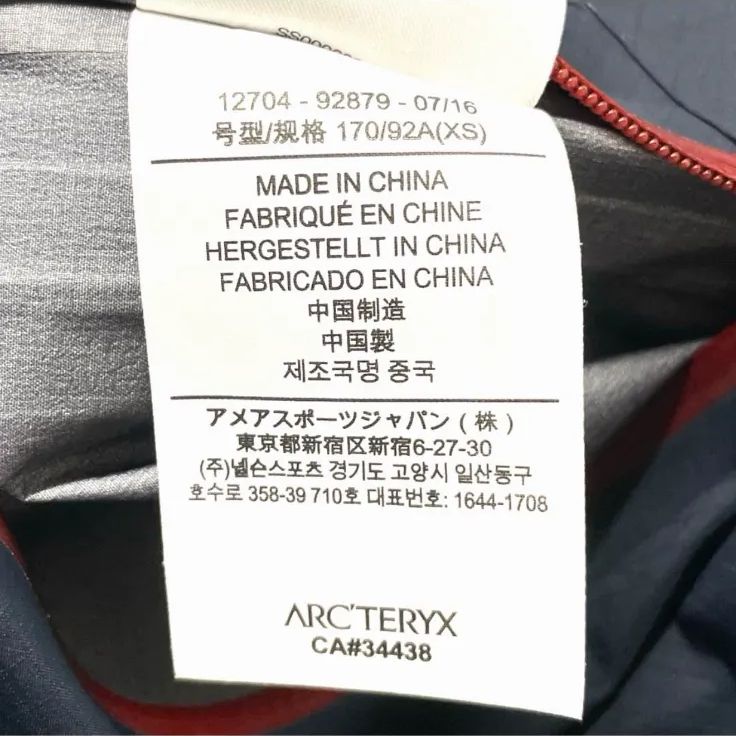 12704 - 92879 - 07/16
号型/规格 170/92A(XS)
MADE IN CHINA
FABRIQUÉ EN CHINE
HERGESTELLT IN CHINA
FABRICADO EN CHINA
中国制造
中国製
제조국명 중국
アメアスポーツジャパン（株）
東京都新宿区新宿6-27-30
(주)넬슨스포츠 경기도 고양시 일산동구
호수로 358-39 710호 대표번호: 1644-1708
ARC'TERYX
CA#34438